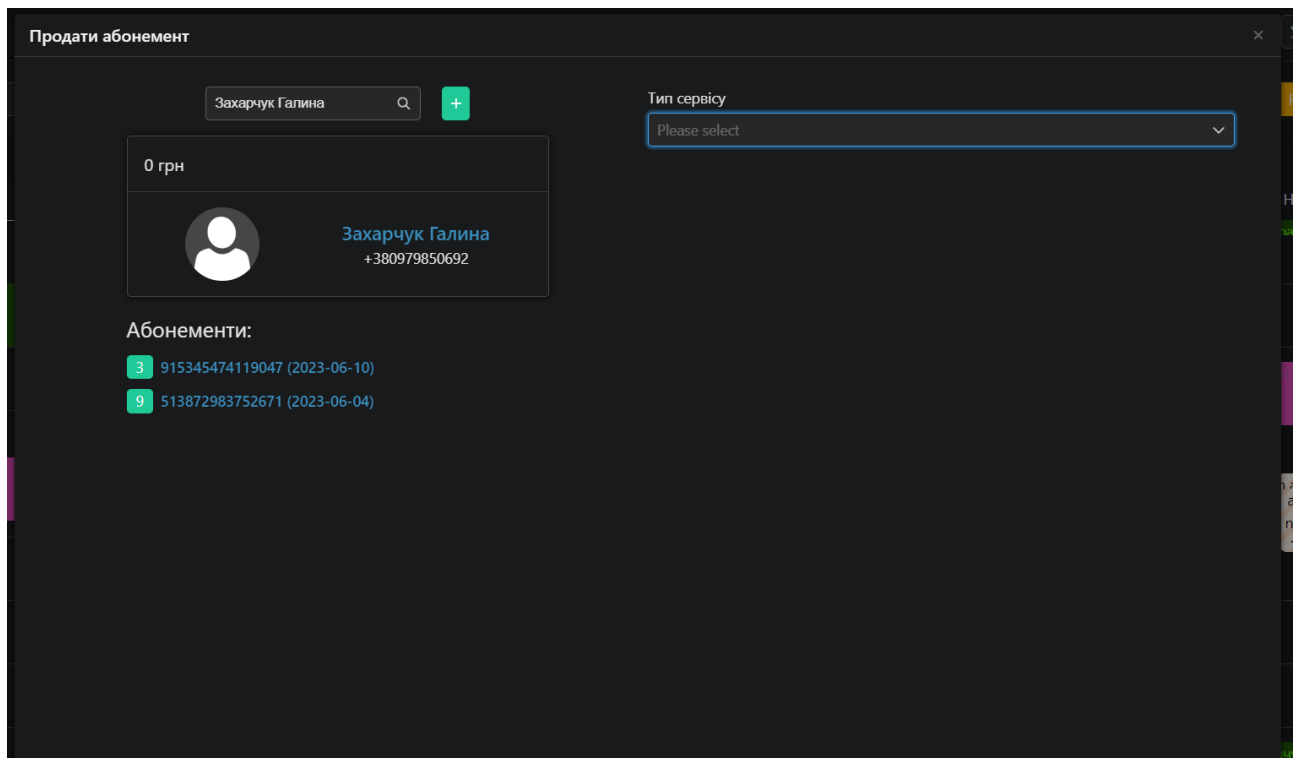 Продати абонемент
Захарчук Галина
+
0 грн
Захарчук Галина
+380979850692
Абонементи:
3 915345474119047 (2023-06-10)
9 513872983752671 (2023-06-04)
Тип сервісу
Please select